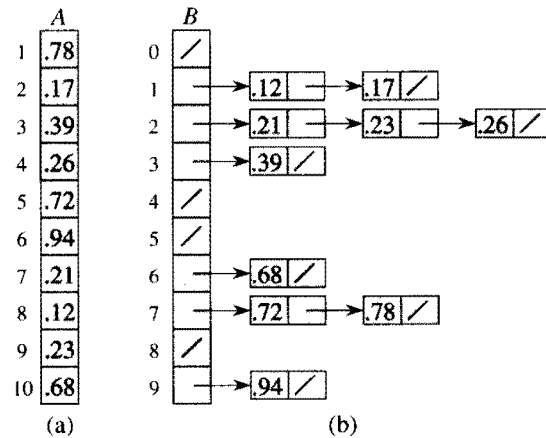 A B
1 .78 0 /
2 .17 1 .12 .17 /
3 .39 2 .21 .23 .26 /
4 .26 3 .39 /
5 .72 4 /
6 .94 5 /
7 .21 6 .68 /
8 .12 7 .72 .78 /
9 .23 8 /
10 .68 9 .94 /
(a) (b)